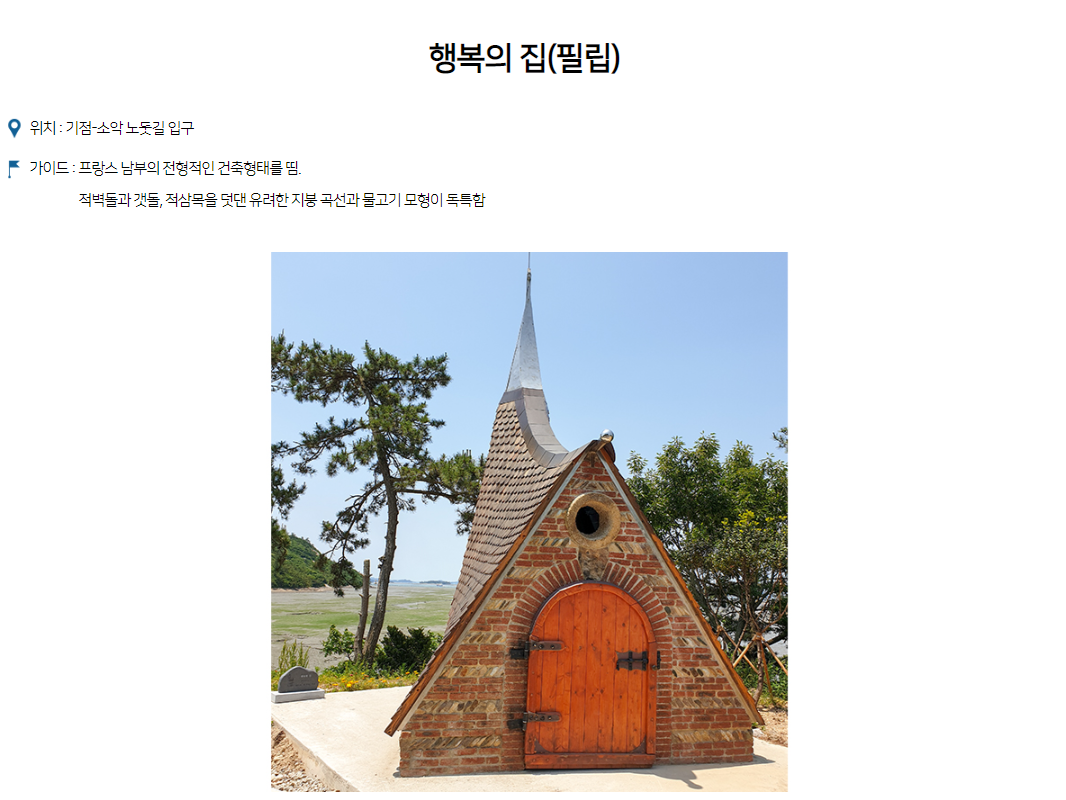 행복의 집(필립)
위치 : 기점-소악 노둣길 입구
가이드 : 프랑스 남부의 전형적인 건축형태를 띰.
적벽돌과 갯돌, 적삼목을 덧댄 유려한 지붕 곡선과 물고기 모형이 독특함